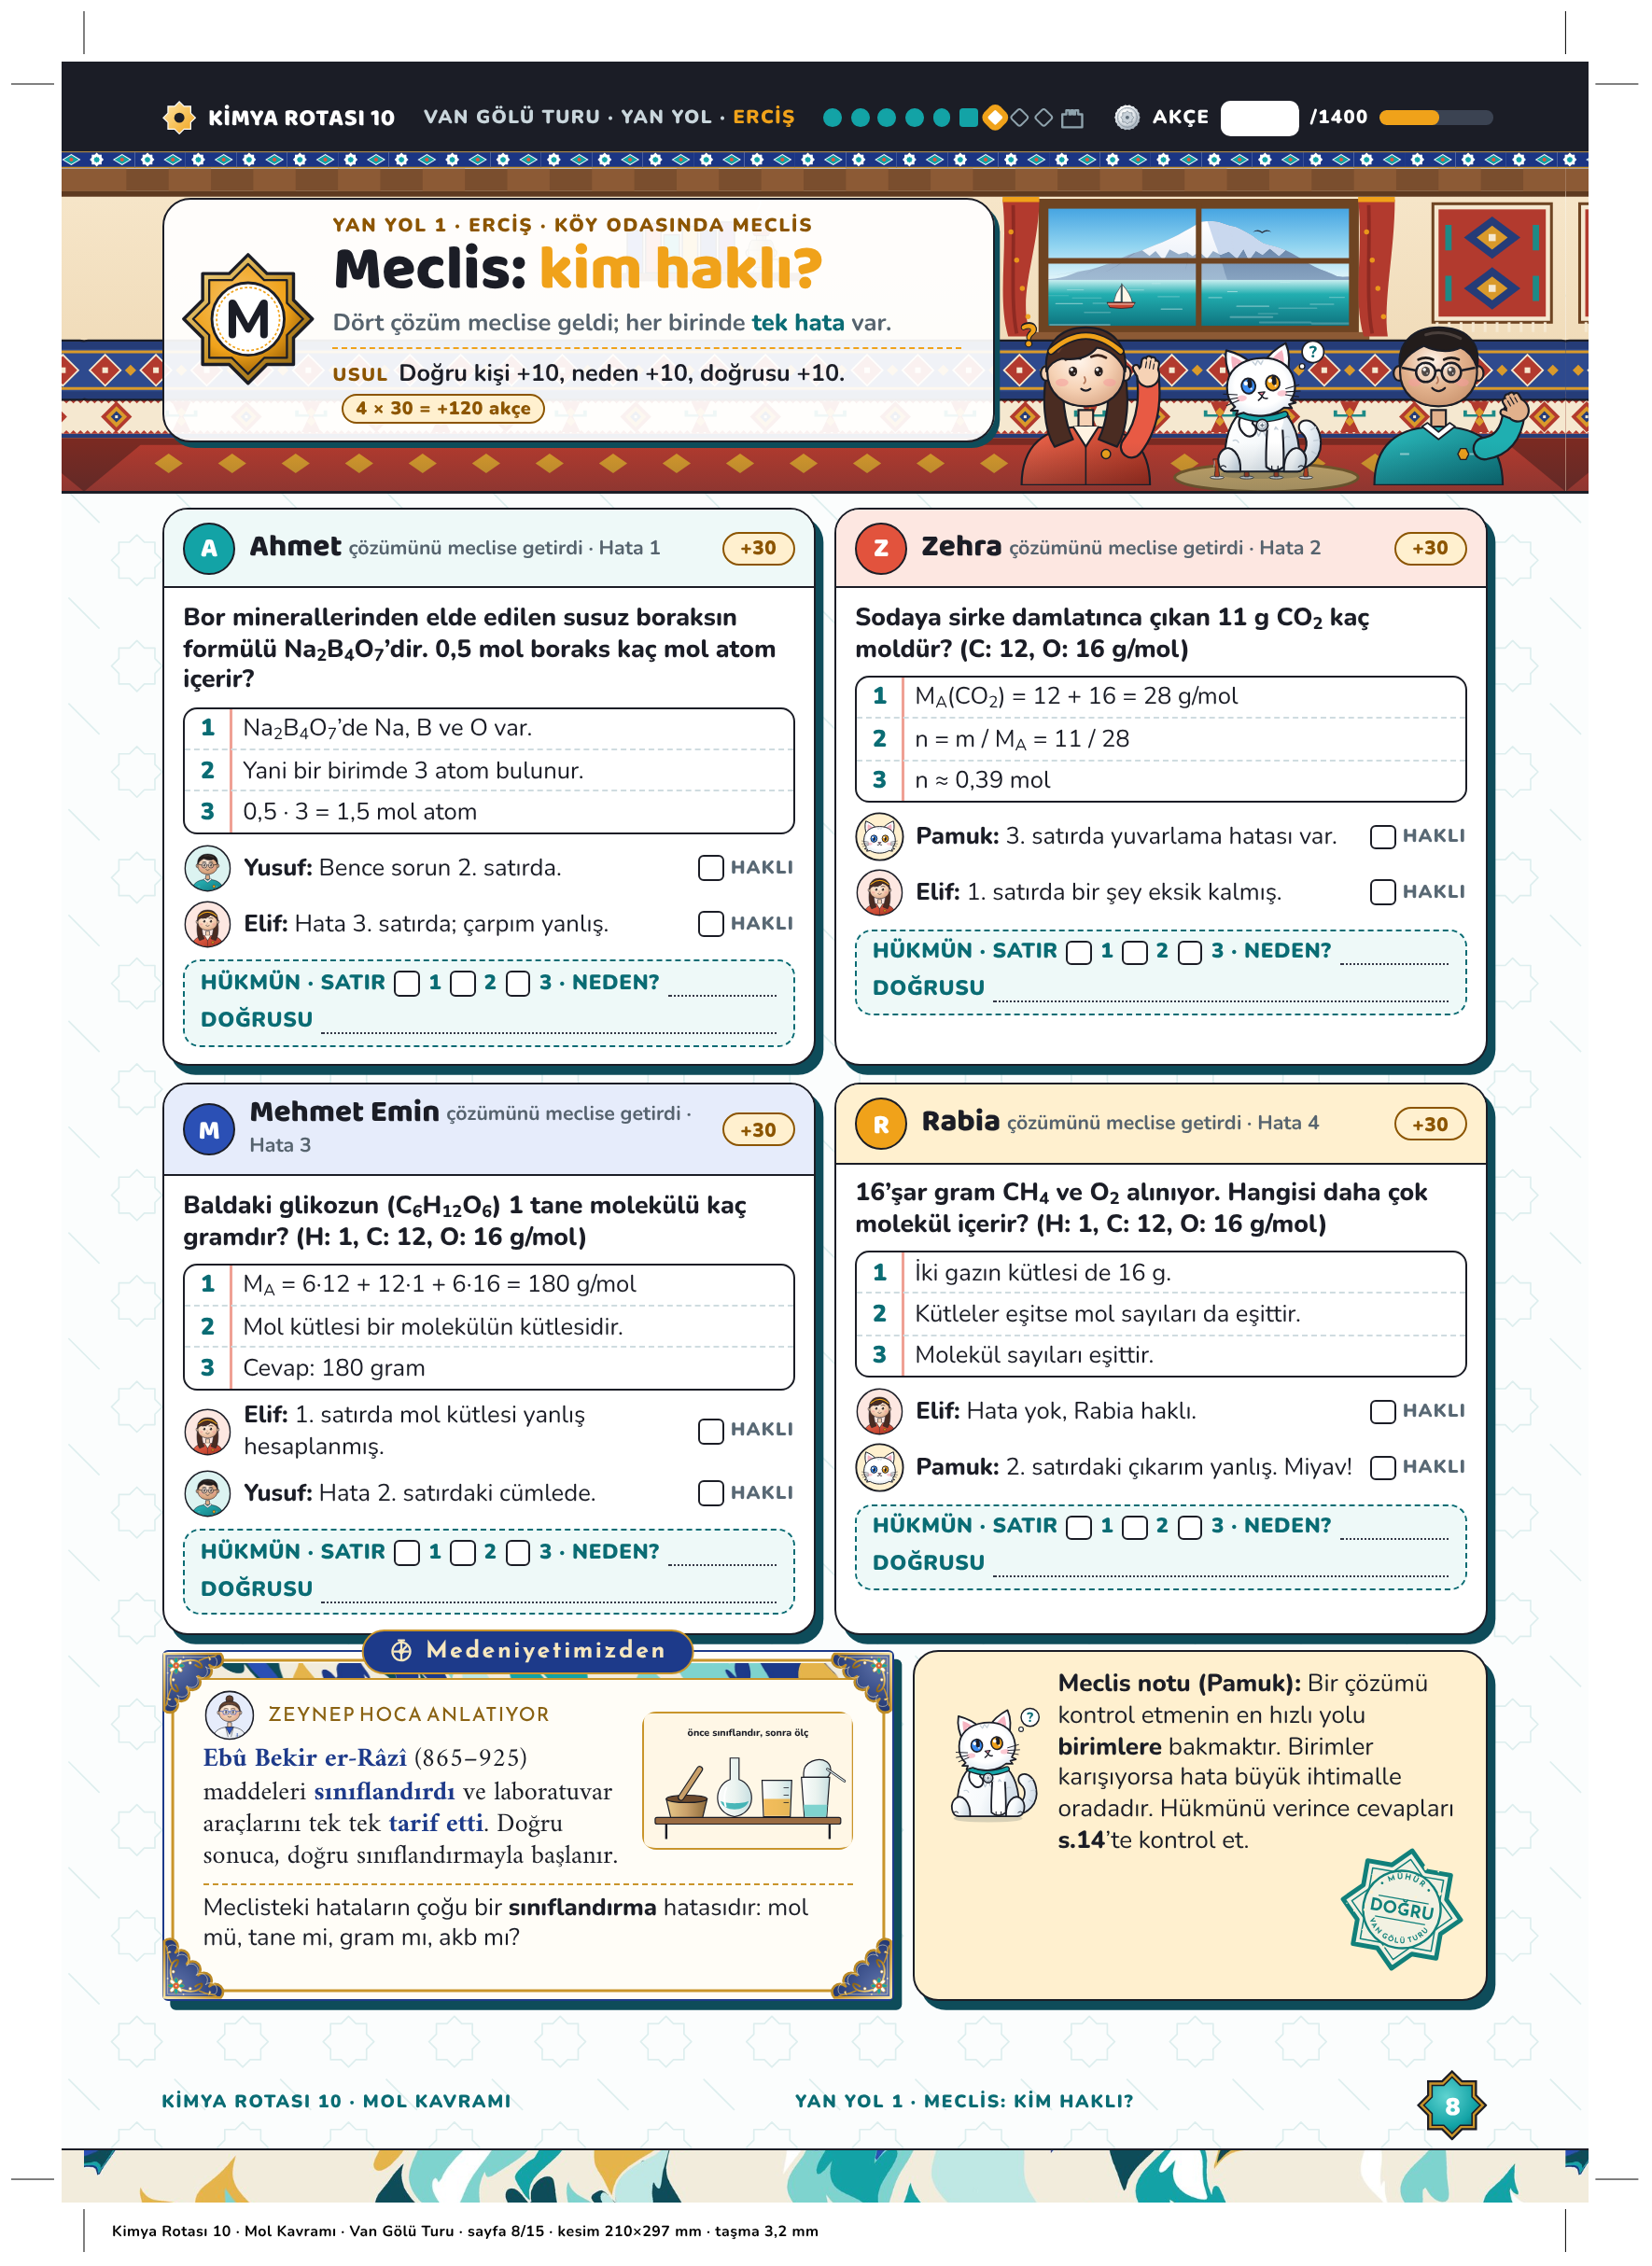 KİMYA ROTASI 10 VAN GÖLÜ TURU · YAN YOL · ERCİŞ AKÇE /1400
YAN YOL 1 · ERCİŞ · KÖY ODASINDA MECLİS
Meclis: kim haklı?
M
Dört çözüm meclise geldi; her birinde tek hata var.
USUL Doğru kişi +10, neden +10, doğrusu +10.
4 × 30 = +120 akçe
?
?
A Ahmet çözümünü meclise getirdi · Hata 1 +30
Bor minerallerinden elde edilen susuz boraksın
formülü Na₂B₄O₇’dir. 0,5 mol boraks kaç mol atom
içerir?
1 Na₂B₄O₇’de Na, B ve O var.
2 Yani bir birimde 3 atom bulunur.
3 0,5 · 3 = 1,5 mol atom
Yusuf: Bence sorun 2. satırda. HAKLI
Elif: Hata 3. satırda; çarpım yanlış. HAKLI
HÜKMÜN · SATIR 1 2 3 · NEDEN?
DOĞRUSU
Z Zehra çözümünü meclise getirdi · Hata 2 +30
Sodaya sirke damlatınca çıkan 11 g CO₂ kaç
moldür? (C: 12, O: 16 g/mol)
1 M_A(CO₂) = 12 + 16 = 28 g/mol
2 n = m / M_A = 11 / 28
3 n ≈ 0,39 mol
Pamuk: 3. satırda yuvarlama hatası var. HAKLI
Elif: 1. satırda bir şey eksik kalmış. HAKLI
HÜKMÜN · SATIR 1 2 3 · NEDEN?
DOĞRUSU
M Mehmet Emin çözümünü meclise getirdi ·
Hata 3 +30
Baldaki glikozun (C₆H₁₂O₆) 1 tane molekülü kaç
gramdır? (H: 1, C: 12, O: 16 g/mol)
1 M_A = 6·12 + 12·1 + 6·16 = 180 g/mol
2 Mol kütlesi bir molekülün kütlesidir.
3 Cevap: 180 gram
Elif: 1. satırda mol kütlesi yanlış
hesaplanmış. HAKLI
Yusuf: Hata 2. satırdaki cümlede. HAKLI
HÜKMÜN · SATIR 1 2 3 · NEDEN?
DOĞRUSU
R Rabia çözümünü meclise getirdi · Hata 4 +30
16’şar gram CH₄ ve O₂ alınıyor. Hangisi daha çok
molekül içerir? (H: 1, C: 12, O: 16 g/mol)
1 İki gazın kütlesi de 16 g.
2 Kütleler eşitse mol sayıları da eşittir.
3 Molekül sayıları eşittir.
Elif: Hata yok, Rabia haklı. HAKLI
Pamuk: 2. satırdaki çıkarım yanlış. Miyav! HAKLI
HÜKMÜN · SATIR 1 2 3 · NEDEN?
DOĞRUSU
Medeniyetimizden
ZEYNEP HOCA ANLATIYOR
Ebû Bekir er-Râzî (865–925)
maddeleri sınıflandırdı ve laboratuvar
araçlarını tek tek tarif etti. Doğru
sonuca, doğru sınıflandırmayla başlanır.
önce sınıflandır, sonra ölç
Meclisteki hataların çoğu bir sınıflandırma hatasıdır: mol
mü, tane mi, gram mı, akb mı?
?
Meclis notu (Pamuk): Bir çözümü
kontrol etmenin en hızlı yolu
birimlere bakmaktır. Birimler
karışıyorsa hata büyük ihtimalle
oradadır. Hükmünü verince cevapları
s.14’te kontrol et.
· MÜHÜR ·
DOĞRU
VAN GÖLÜ TURU
KİMYA ROTASI 10 · MOL KAVRAMI YAN YOL 1 · MECLİS: KİM HAKLI? 8
Kimya Rotası 10 · Mol Kavramı · Van Gölü Turu · sayfa 8/15 · kesim 210×297 mm · taşma 3,2 mm